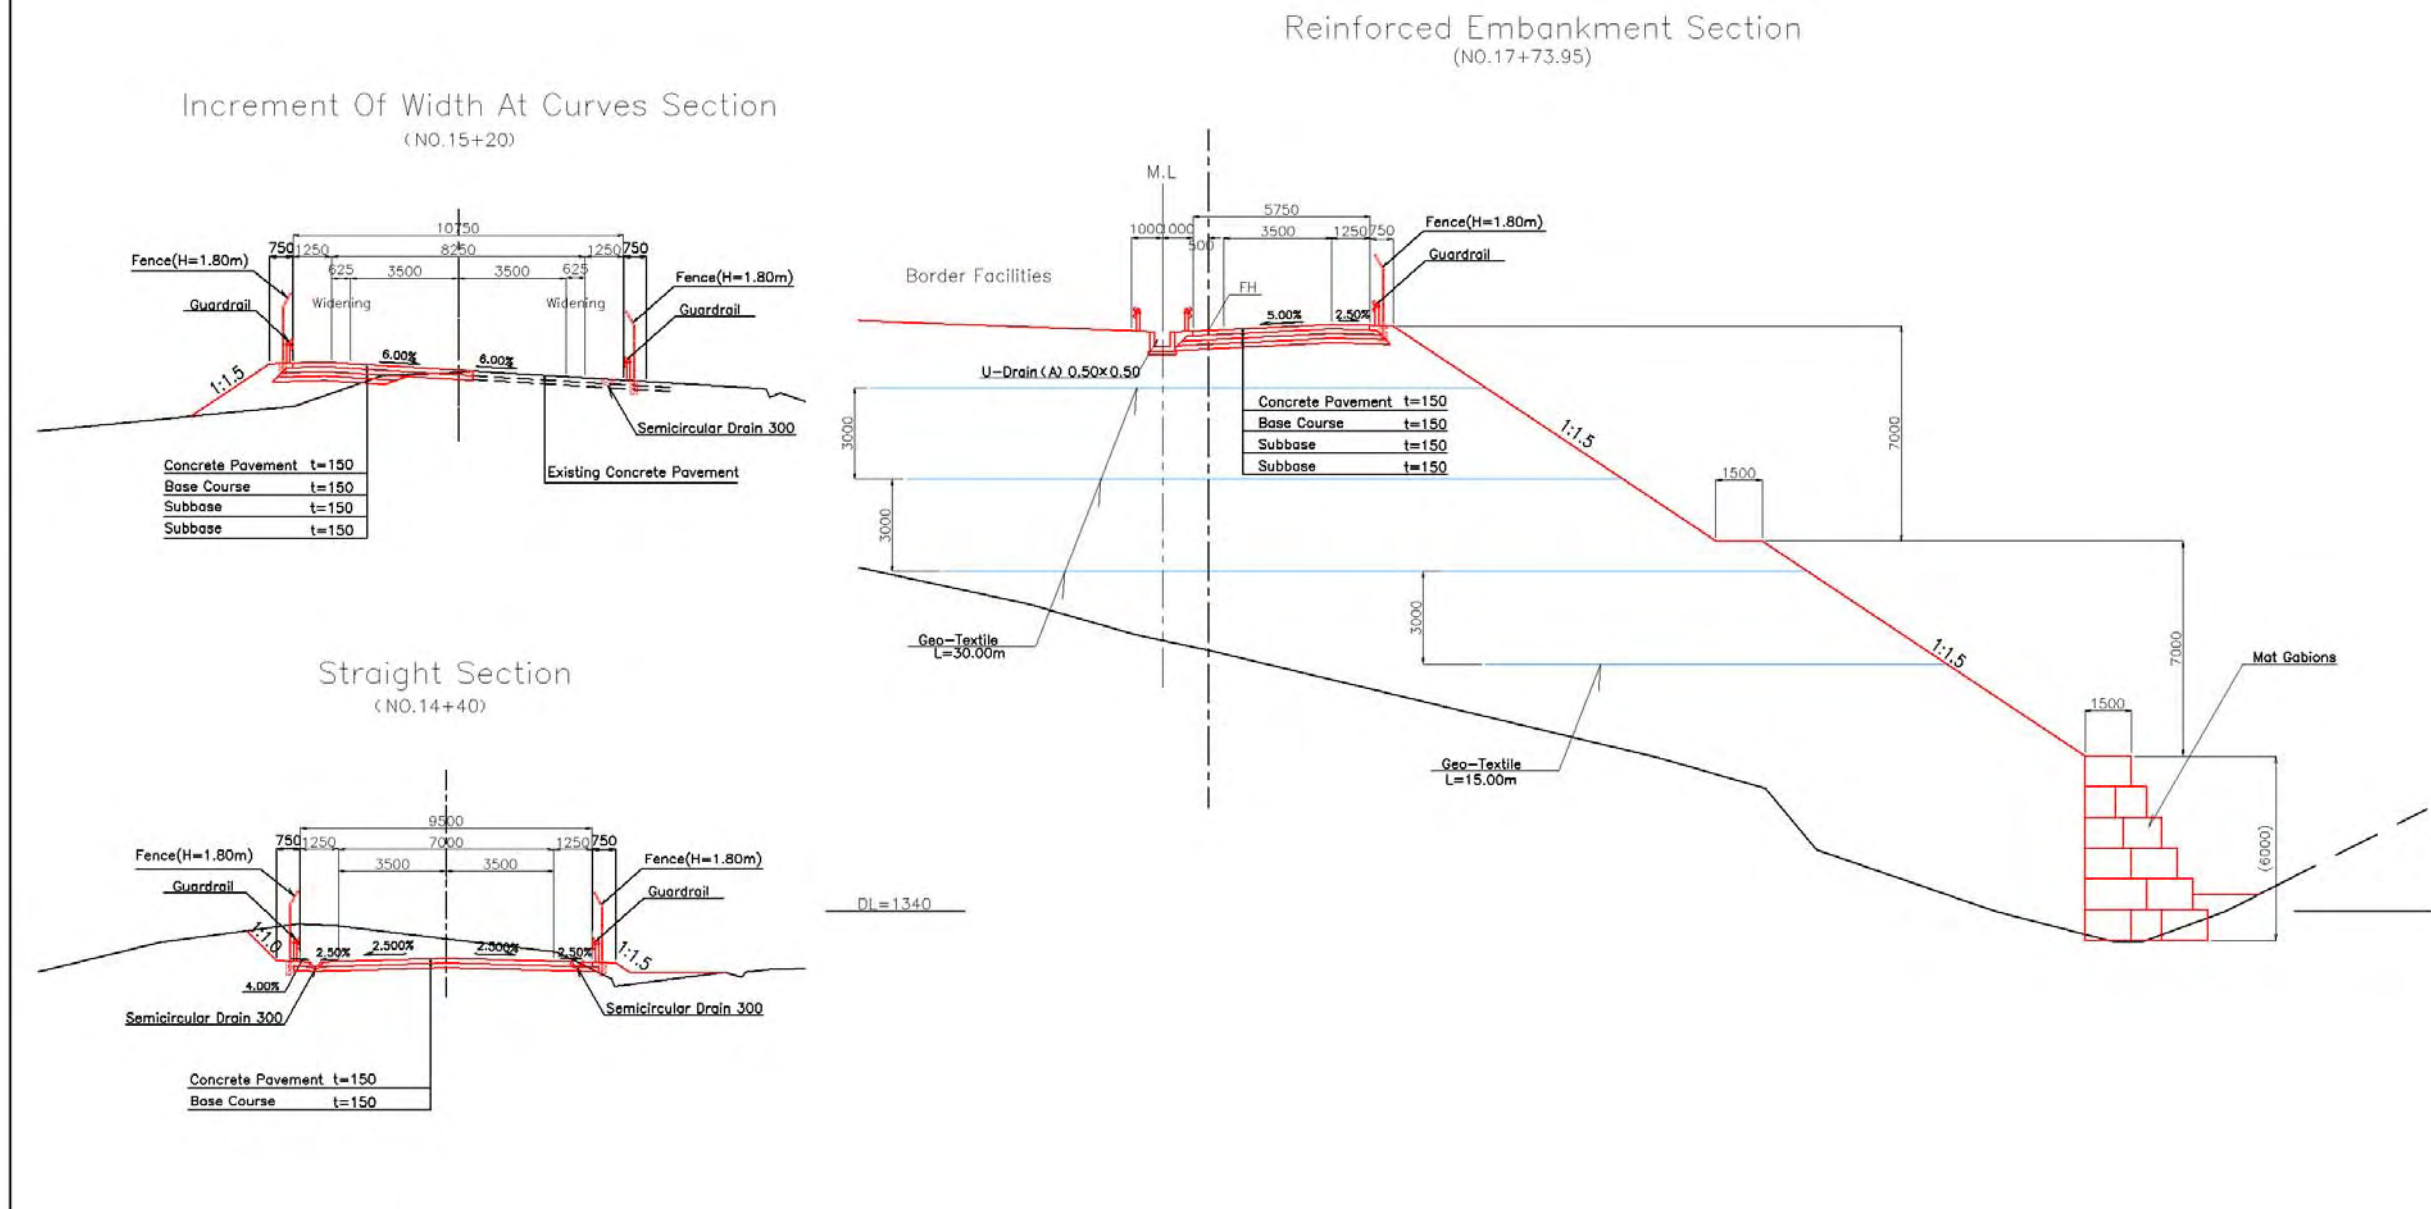 Reinforced Embankment Section
(NO.17+73.95)
Increment Of Width At Curves Section
(NO.15+20)
10750
750 1250 8250 1250 750
625 3500 3500 625
Fence(H=1.80m)
Fence(H=1.80m)
Widening
Widening
Guardrail
Guardrail
6.00%
6.00%
1:1.5
Semicircular Drain 300
Concrete Pavement t=150
Base Course t=150
Subbase t=150
Subbase t=150
Existing Concrete Pavement
M.L
5750
1000 1000 500 3500 1250 750
Fence(H=1.80m)
Guardrail
Border Facilities
FH
5.00%
2.50%
U-Drain(A) 0.50×0.50
Concrete Pavement t=150
Base Course t=150
Subbase t=150
Subbase t=150
3000
3000
3000
1:1.5
7000
1500
1:1.5
7000
Geo-Textile
L=30.00m
Mat Gabions
1500
Geo-Textile
L=15.00m
(6000)
DL=1340
Straight Section
(NO.14+40)
9500
750 1250 7000 1250 750
3500 3500
Fence(H=1.80m)
Fence(H=1.80m)
Guardrail
Guardrail
1:1.0
2.50%
2.500%
2.500%
2.50%
1:1.5
4.00%
Semicircular Drain 300
Semicircular Drain 300
Concrete Pavement t=150
Base Course t=150